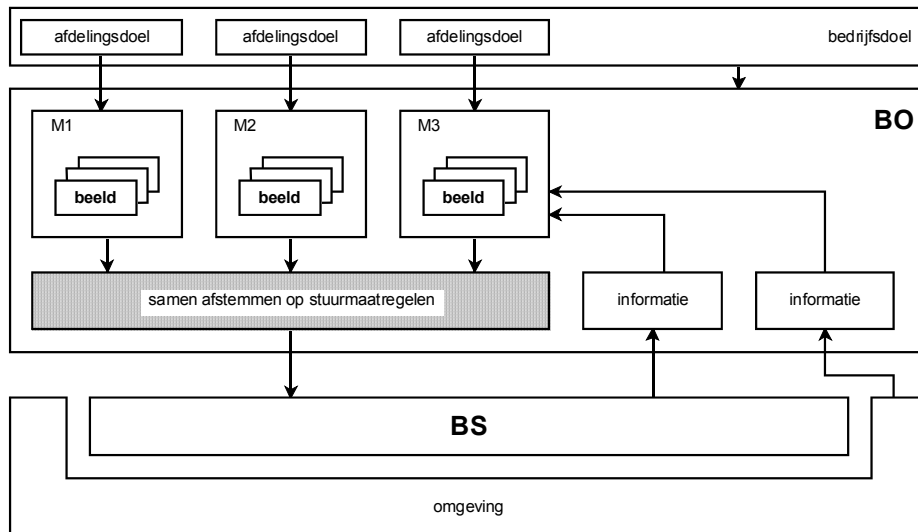 afdelingsdoel
afdelingsdoel
afdelingsdoel
bedrijfsdoel
M1
M2
M3
BO
beeld
beeld
beeld
samen afstemmen op stuurmaatregelen
informatie
informatie
BS
omgeving